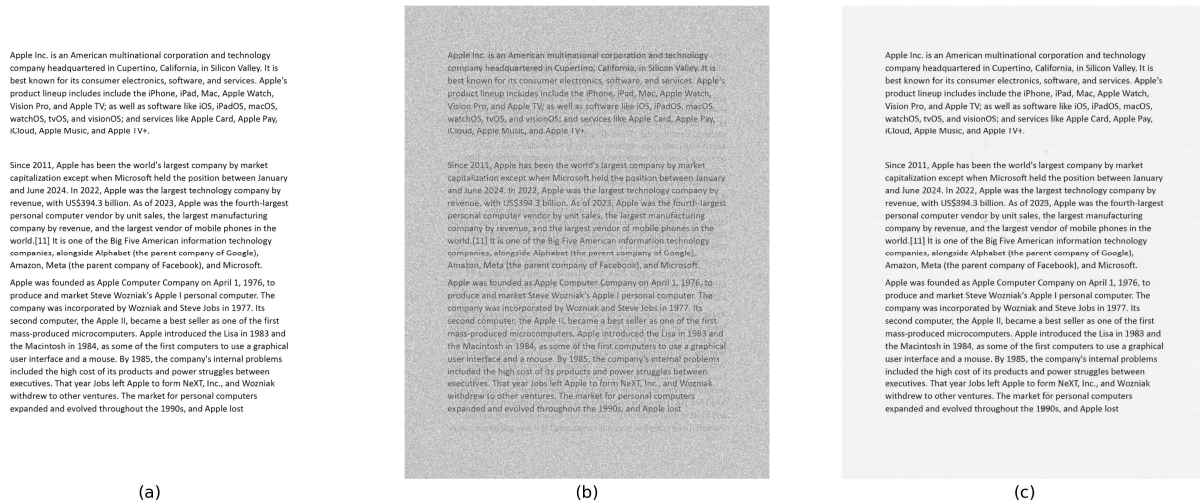 Apple Inc. is an American multinational corporation and technology
company headquartered in Cupertino, California, in Silicon Valley. It is
best known for its consumer electronics, software, and services. Apple's
product lineup includes include the iPhone, iPad, Mac, Apple Watch,
Vision Pro, and Apple TV; as well as software like iOS, iPadOS, macOS,
watchOS, tvOS, and visionOS; and services like Apple Card, Apple Pay,
iCloud, Apple Music, and Apple TV+.
Since 2011, Apple has been the world's largest company by market
capitalization except when Microsoft held the position between January
and June 2024. In 2022, Apple was the largest technology company by
revenue, with US$394.3 billion. As of 2023, Apple was the fourth-largest
personal computer vendor by unit sales, the largest manufacturing
company by revenue, and the largest vendor of mobile phones in the
world.[11] It is one of the Big Five American information technology
companies, alongside Alphabet (the parent company of Google),
Amazon, Meta (the parent company of Facebook), and Microsoft.
Apple was founded as Apple Computer Company on April 1, 1976, to
produce and market Steve Wozniak's Apple I personal computer. The
company was incorporated by Wozniak and Steve Jobs in 1977. Its
second computer, the Apple II, became a best seller as one of the first
mass-produced microcomputers. Apple introduced the Lisa in 1983 and
the Macintosh in 1984, as some of the first computers to use a graphical
user interface and a mouse. By 1985, the company's internal problems
included the high cost of its products and power struggles between
executives. That year Jobs left Apple to form NeXT, Inc., and Wozniak
withdrew to other ventures. The market for personal computers
expanded and evolved throughout the 1990s, and Apple lost
(a)
Apple Inc. is an American multinational corporation and technology
company headquartered in Cupertino, California, in Silicon Valley. It is
best known for its consumer electronics, software, and services. Apple's
product lineup includes include the iPhone, iPad, Mac, Apple Watch,
Vision Pro, and Apple TV; as well as software like iOS, iPadOS, macOS,
watchOS, tvOS, and visionOS; and services like Apple Card, Apple Pay,
iCloud, Apple Music, and Apple TV+.
Since 2011, Apple has been the world's largest company by market
capitalization except when Microsoft held the position between January
and June 2024. In 2022, Apple was the largest technology company by
revenue, with US$394.3 billion. As of 2023, Apple was the fourth-largest
personal computer vendor by unit sales, the largest manufacturing
company by revenue, and the largest vendor of mobile phones in the
world.[11] It is one of the Big Five American information technology
companies, alongside Alphabet (the parent company of Google),
Amazon, Meta (the parent company of Facebook), and Microsoft.
Apple was founded as Apple Computer Company on April 1, 1976, to
produce and market Steve Wozniak's Apple I personal computer. The
company was incorporated by Wozniak and Steve Jobs in 1977. Its
second computer, the Apple II, became a best seller as one of the first
mass-produced microcomputers. Apple introduced the Lisa in 1983 and
the Macintosh in 1984, as some of the first computers to use a graphical
user interface and a mouse. By 1985, the company's internal problems
included the high cost of its products and power struggles between
executives. That year Jobs left Apple to form NeXT, Inc., and Wozniak
withdrew to other ventures. The market for personal computers
expanded and evolved throughout the 1990s, and Apple lost
(b)
Apple Inc. is an American multinational corporation and technology
company headquartered in Cupertino, California, in Silicon Valley. It is
best known for its consumer electronics, software, and services. Apple's
product lineup includes include the iPhone, iPad, Mac, Apple Watch,
Vision Pro, and Apple TV; as well as software like iOS, iPadOS, macOS,
watchOS, tvOS, and visionOS; and services like Apple Card, Apple Pay,
iCloud, Apple Music, and Apple TV+.
Since 2011, Apple has been the world's largest company by market
capitalization except when Microsoft held the position between January
and June 2024. In 2022, Apple was the largest technology company by
revenue, with US$394.3 billion. As of 2023, Apple was the fourth-largest
personal computer vendor by unit sales, the largest manufacturing
company by revenue, and the largest vendor of mobile phones in the
world.[11] It is one of the Big Five American information technology
companies, alongside Alphabet (the parent company of Google),
Amazon, Meta (the parent company of Facebook), and Microsoft.
Apple was founded as Apple Computer Company on April 1, 1976, to
produce and market Steve Wozniak's Apple I personal computer. The
company was incorporated by Wozniak and Steve Jobs in 1977. Its
second computer, the Apple II, became a best seller as one of the first
mass-produced microcomputers. Apple introduced the Lisa in 1983 and
the Macintosh in 1984, as some of the first computers to use a graphical
user interface and a mouse. By 1985, the company's internal problems
included the high cost of its products and power struggles between
executives. That year Jobs left Apple to form NeXT, Inc., and Wozniak
withdrew to other ventures. The market for personal computers
expanded and evolved throughout the 1990s, and Apple lost
(c)